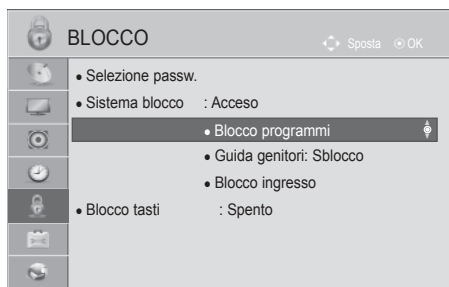 BLOCCO
Sposta OK
• Selezione passw.
• Sistema blocco : Acceso
• Blocco programmi
• Guida genitori: Sblocco
• Blocco ingresso
• Blocco tasti : Spento